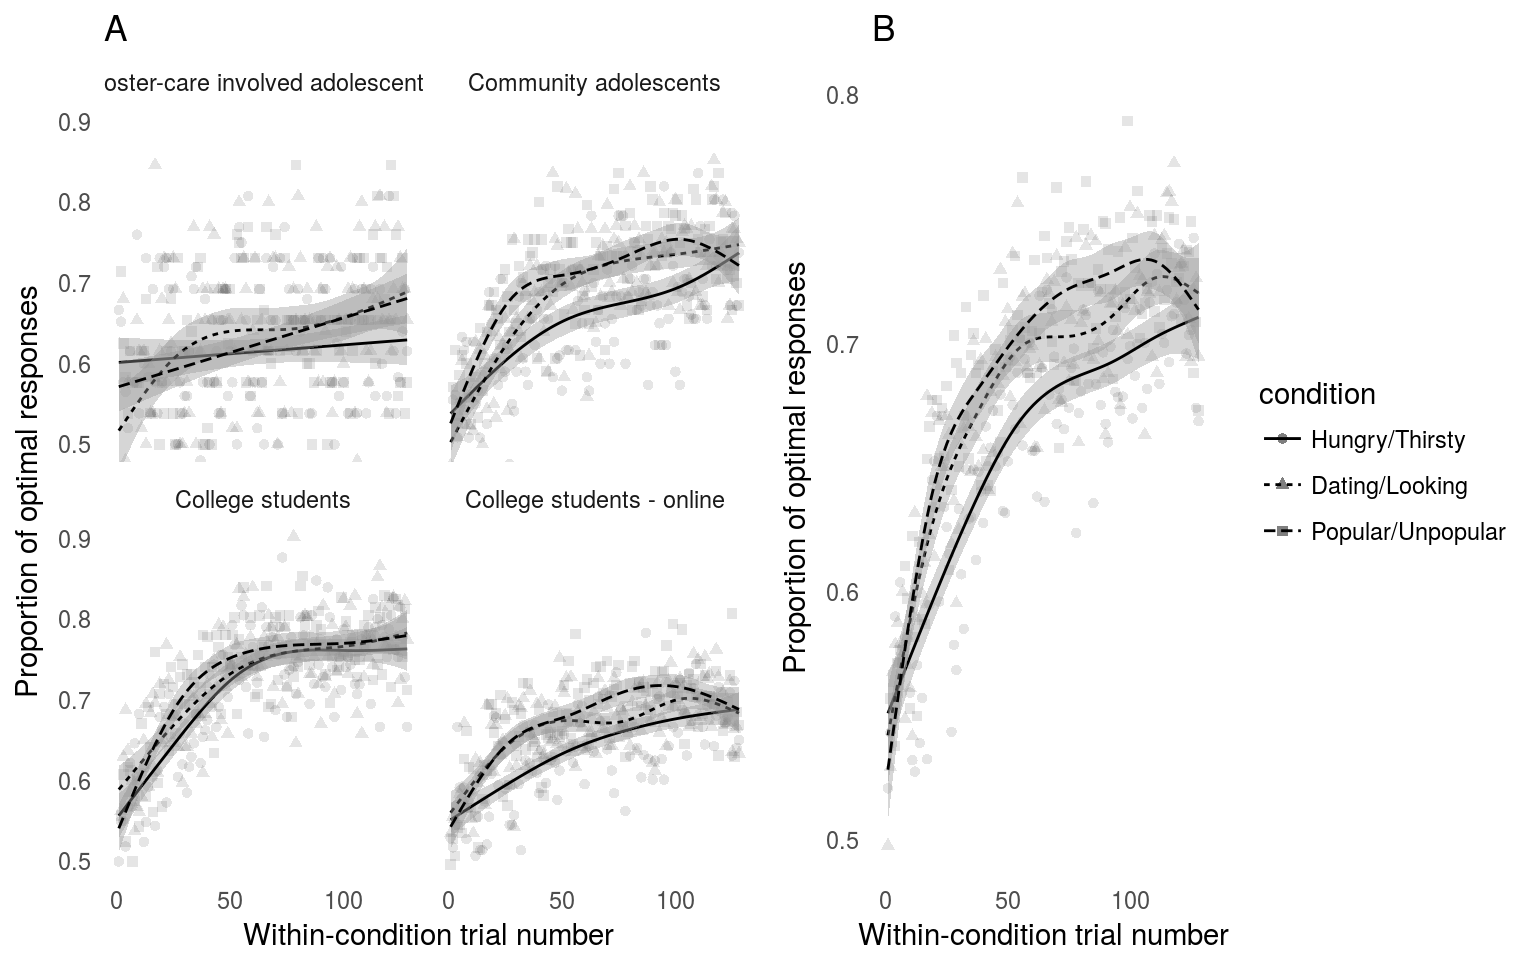 A
B
oster-care involved adolescent
Community adolescents
0.9
0.8
0.7
0.6
0.5
College students
College students - online
0.9
0.8
0.7
0.6
0.5
0
50
100
0
50
100
Within-condition trial number
Proportion of optimal responses
0.8
0.7
0.6
0.5
0
50
100
Within-condition trial number
Proportion of optimal responses
condition
Hungry/Thirsty
Dating/Looking
Popular/Unpopular